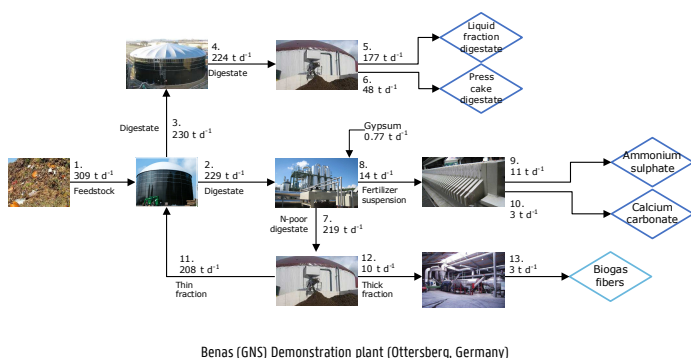 4.
224 t d-1
Digestate
5.
177 t d-1
Liquid
fraction
digestate
6.
48 t d-1
Press
cake
digestate
Digestate
3.
230 t d-1
Gypsum
0.77 t d-1
1.
309 t d-1
Feedstock
2.
229 t d-1
Digestate
8.
14 t d-1
Fertilizer
suspension
9.
11 t d-1
Ammonium
sulphate
10.
3 t d-1
Calcium
carbonate
N-poor
digestate
7.
219 t d-1
11.
208 t d-1
Thin
fraction
12.
10 t d-1
Thick
fraction
13.
3 t d-1
Biogas
fibers
Benas (GNS) Demonstration plant (Ottersberg, Germany)